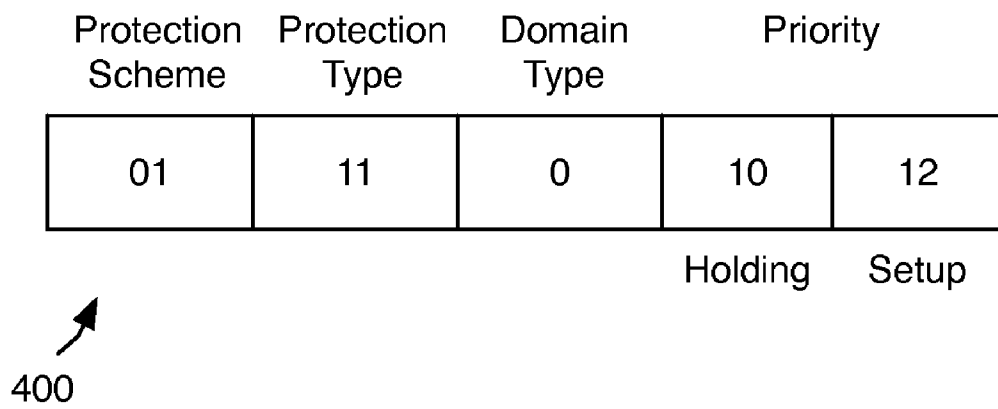 Protection Protection Domain Priority
Scheme Type Type
01 11 0 10 12
Holding Setup
400